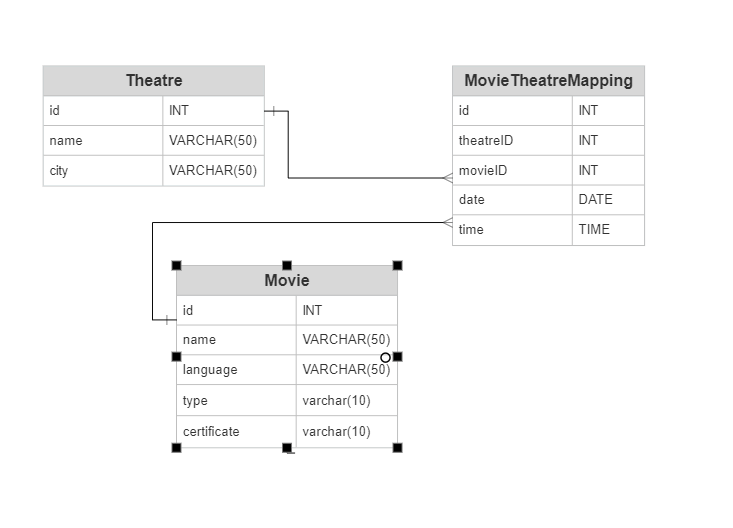 Theatre
id INT
name VARCHAR(50)
city VARCHAR(50)
MovieTheatreMapping
id INT
theatreID INT
movieID INT
date DATE
time TIME
Movie
id INT
name VARCHAR(50)
language VARCHAR(50)
type varchar(10)
certificate varchar(10)